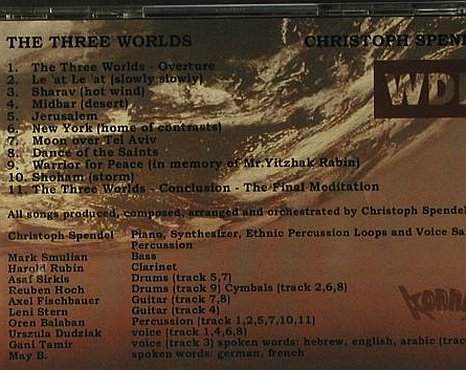 THE THREE WORLDS CHRISTOPH SPENDE
WDR
1. The Three Worlds - Overture
2. Le 'at Le 'at (slowly slowly)
3. Sharav (hot wind)
4. Midbar (desert)
5. Jerusalem
6. New York (home of contrasts)
7. Moon over Tel Aviv
8. Dance of the Saints
9. Warrior for Peace (in memory of Mr.Yitzhak Rabin)
10. Shoham (storm)
11. The Three Worlds - Conclusion - The Final Meditation
All songs produced, composed, arranged and orchestrated by Christoph Spendel
Christoph Spendel Piano, Synthesizer, Ethnic Percussion Loops and Voice Sa
Percussion
Mark Smulian Bass
Harold Rubin Clarinet
Asaf Sirkis Drums (track 5,7)
Reuben Hoch Drums (track 9) Cymbals (track 2,6,8)
Axel Fischbauer Guitar (track 7,8)
Leni Stern Guitar (track 4)
Oren Balaban Percussion (track 1,2,5,7,10,11)
Urszula Dudziak voice (track 1,4,6,8)
Gani Tamir voice (track 3) spoken words: hebrew, english, arabic (trac
May B. spoken words: german, french
konn